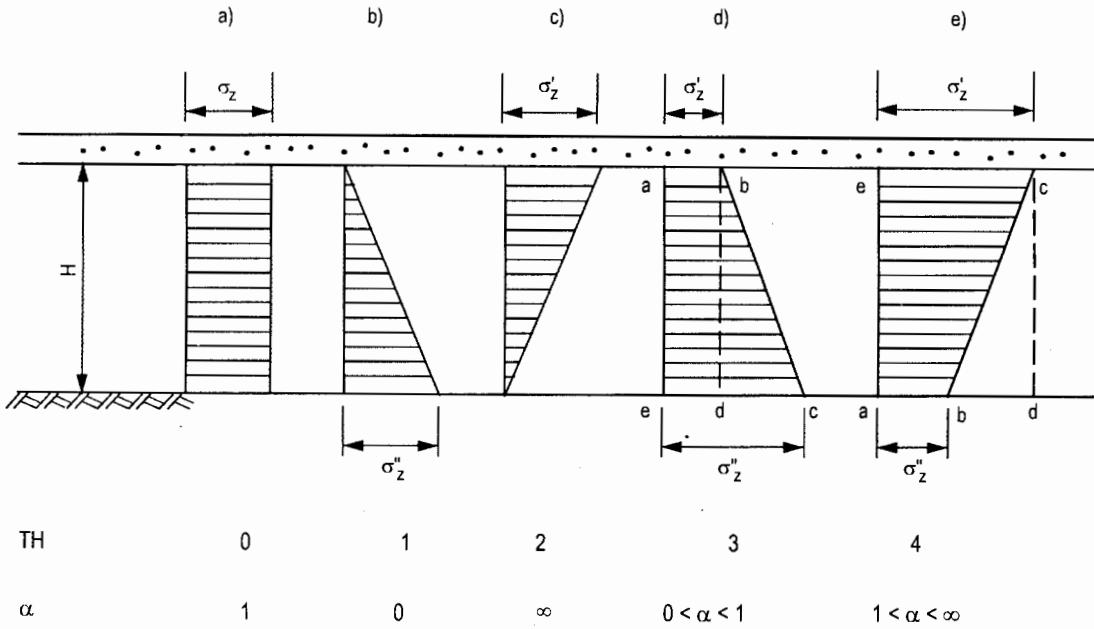 a) b) c) d) e)
σz σ'z σ'z σ'z
a b e c
H
e d c a b d
σ''z σ''z σ''z
TH 0 1 2 3 4
α 1 0 ∞ 0 < α < 1 1 < α < ∞